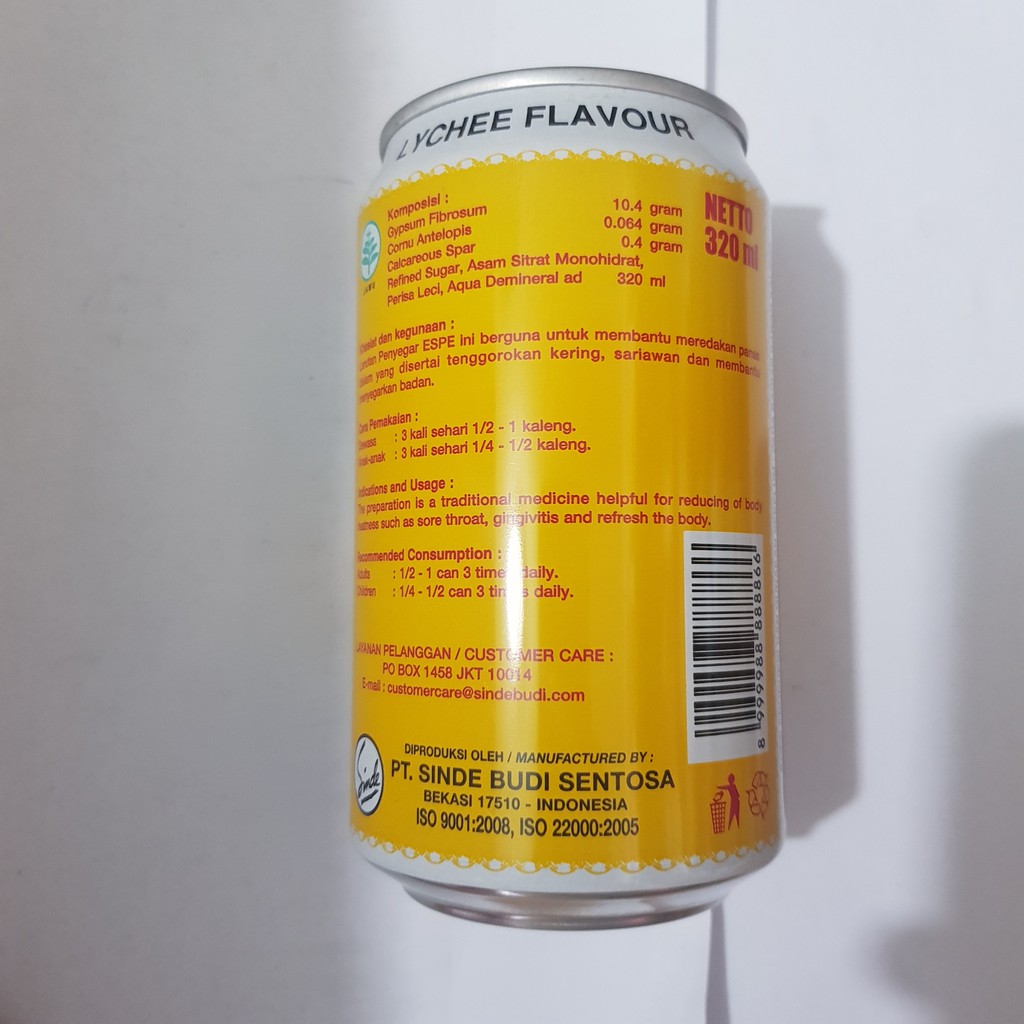 LYCHEE FLAVOUR
Komposisi :
Gypsum Fibrosum 10.4 gram
Cornu Antelopis 0.064 gram
Calcareous Spar 0.4 gram
Refined Sugar, Asam Sitrat Monohidrat,
Perisa Leci, Aqua Demineral ad 320 ml
NETTO
320 ml
JAMU
Khasiat dan kegunaan :
Larutan Penyegar ESPE ini berguna untuk membantu meredakan panas
dalam yang disertai tenggorokan kering, sariawan dan membantu
menyegarkan badan.
Cara Pemakaian :
Dewasa : 3 kali sehari 1/2 - 1 kaleng.
Anak-anak : 3 kali sehari 1/4 - 1/2 kaleng.
Indications and Usage :
The preparation is a traditional medicine helpful for reducing of body
heatness such as sore throat, gingivitis and refresh the body.
Recommended Consumption :
Adults : 1/2 - 1 can 3 times daily.
Children : 1/4 - 1/2 can 3 times daily.
LAYANAN PELANGGAN / CUSTOMER CARE :
PO BOX 1458 JKT 10014
E-mail : customercare@sindebudi.com
8 999988 888866
Sinde
DIPRODUKSI OLEH / MANUFACTURED BY :
PT. SINDE BUDI SENTOSA
BEKASI 17510 - INDONESIA
ISO 9001:2008, ISO 22000:2005